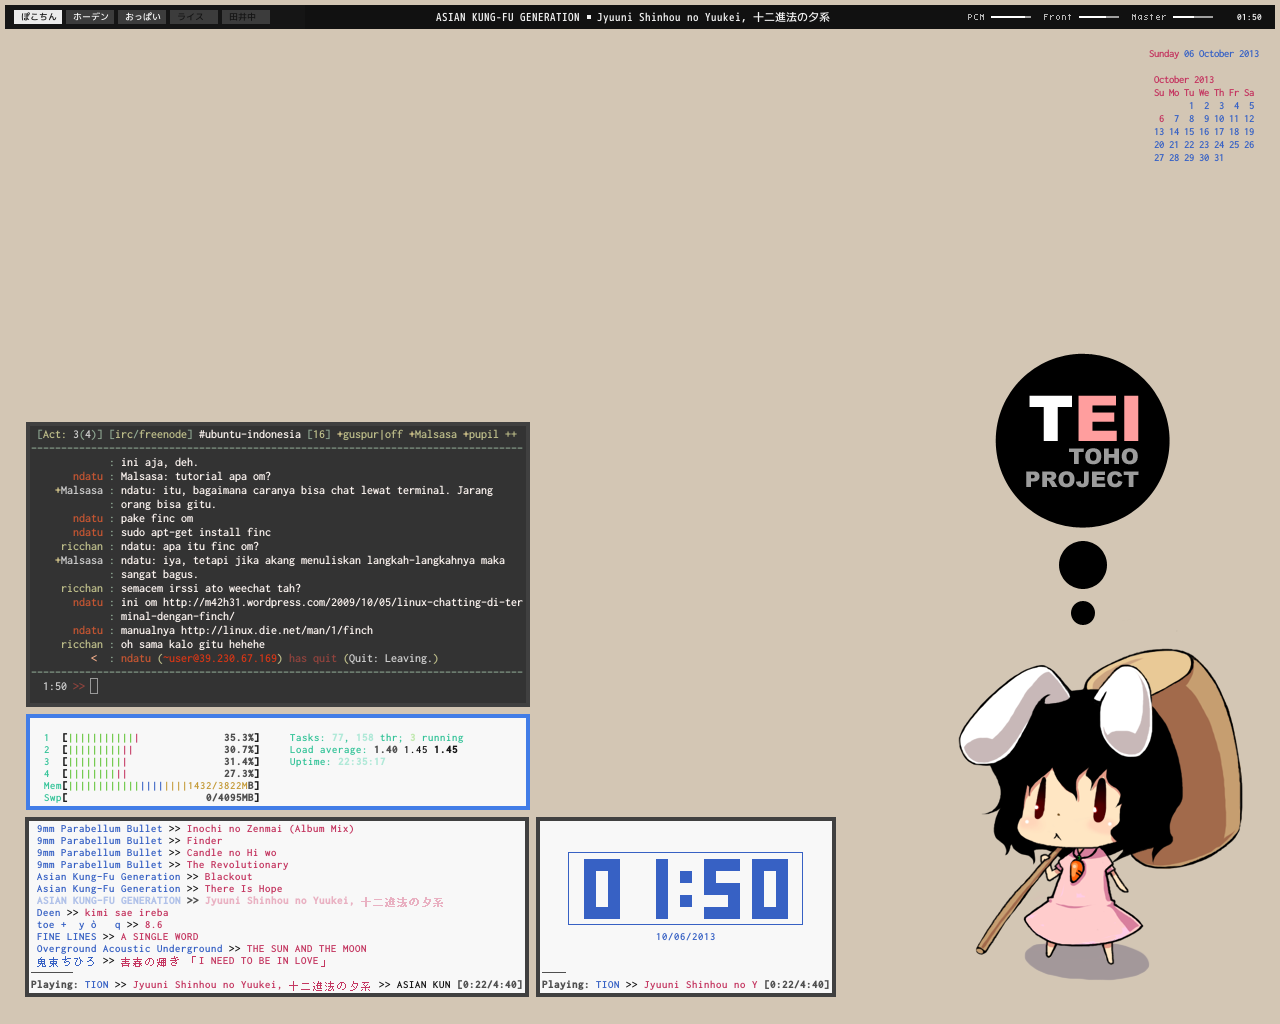 ぽこちん ホーデン おっぱい ライス 田井中 ASIAN KUNG-FU GENERATION ▪ Jyuuni Shinhou no Yuukei, 十二進法の夕系 PCM Front Master 01:50
Sunday 06 October 2013
October 2013
Su Mo Tu We Th Fr Sa
1 2 3 4 5
6 7 8 9 10 11 12
13 14 15 16 17 18 19
20 21 22 23 24 25 26
27 28 29 30 31
TEI
TOHO
PROJECT
[Act: 3(4)] [irc/freenode] #ubuntu-indonesia [16] +guspur|off +Malsasa +pupil ++
: ini aja, deh.
ndatu : Malsasa: tutorial apa om?
+Malsasa : ndatu: itu, bagaimana caranya bisa chat lewat terminal. Jarang
: orang bisa gitu.
ndatu : pake finc om
ndatu : sudo apt-get install finc
ricchan : ndatu: apa itu finc om?
+Malsasa : ndatu: iya, tetapi jika akang menuliskan langkah-langkahnya maka
: sangat bagus.
ricchan : semacem irssi ato weechat tah?
ndatu : ini om http://m42h31.wordpress.com/2009/10/05/linux-chatting-di-ter
: minal-dengan-finch/
ndatu : manualnya http://linux.die.net/man/1/finch
ricchan : oh sama kalo gitu hehehe
< : ndatu (~user@39.230.67.169) has quit (Quit: Leaving.)
1:50 >>
1 [||||||||||||| 35.3%] Tasks: 77, 158 thr; 3 running
2 [|||||||||||| 30.7%] Load average: 1.40 1.45 1.45
3 [||||||||||| 31.4%] Uptime: 22:35:17
4 [||||||||||| 27.3%]
Mem[||||||||||||||||||||1432/3822MB]
Swp[ 0/4095MB]
9mm Parabellum Bullet >> Inochi no Zenmai (Album Mix)
9mm Parabellum Bullet >> Finder
9mm Parabellum Bullet >> Candle no Hi wo
9mm Parabellum Bullet >> The Revolutionary
Asian Kung-Fu Generation >> Blackout
Asian Kung-Fu Generation >> There Is Hope
ASIAN KUNG-FU GENERATION >> Jyuuni Shinhou no Yuukei, 十二進法の夕系
Deen >> kimi sae ireba
toe + y ò q >> 8.6
FINE LINES >> A SINGLE WORD
Overground Acoustic Underground >> THE SUN AND THE MOON
鬼束ちひろ >> 青春の輝き 「I NEED TO BE IN LOVE」
Playing: TION >> Jyuuni Shinhou no Yuukei, 十二進法の夕系 >> ASIAN KUN [0:22/4:40]
01:50
10/06/2013
Playing: TION >> Jyuuni Shinhou no Y [0:22/4:40]